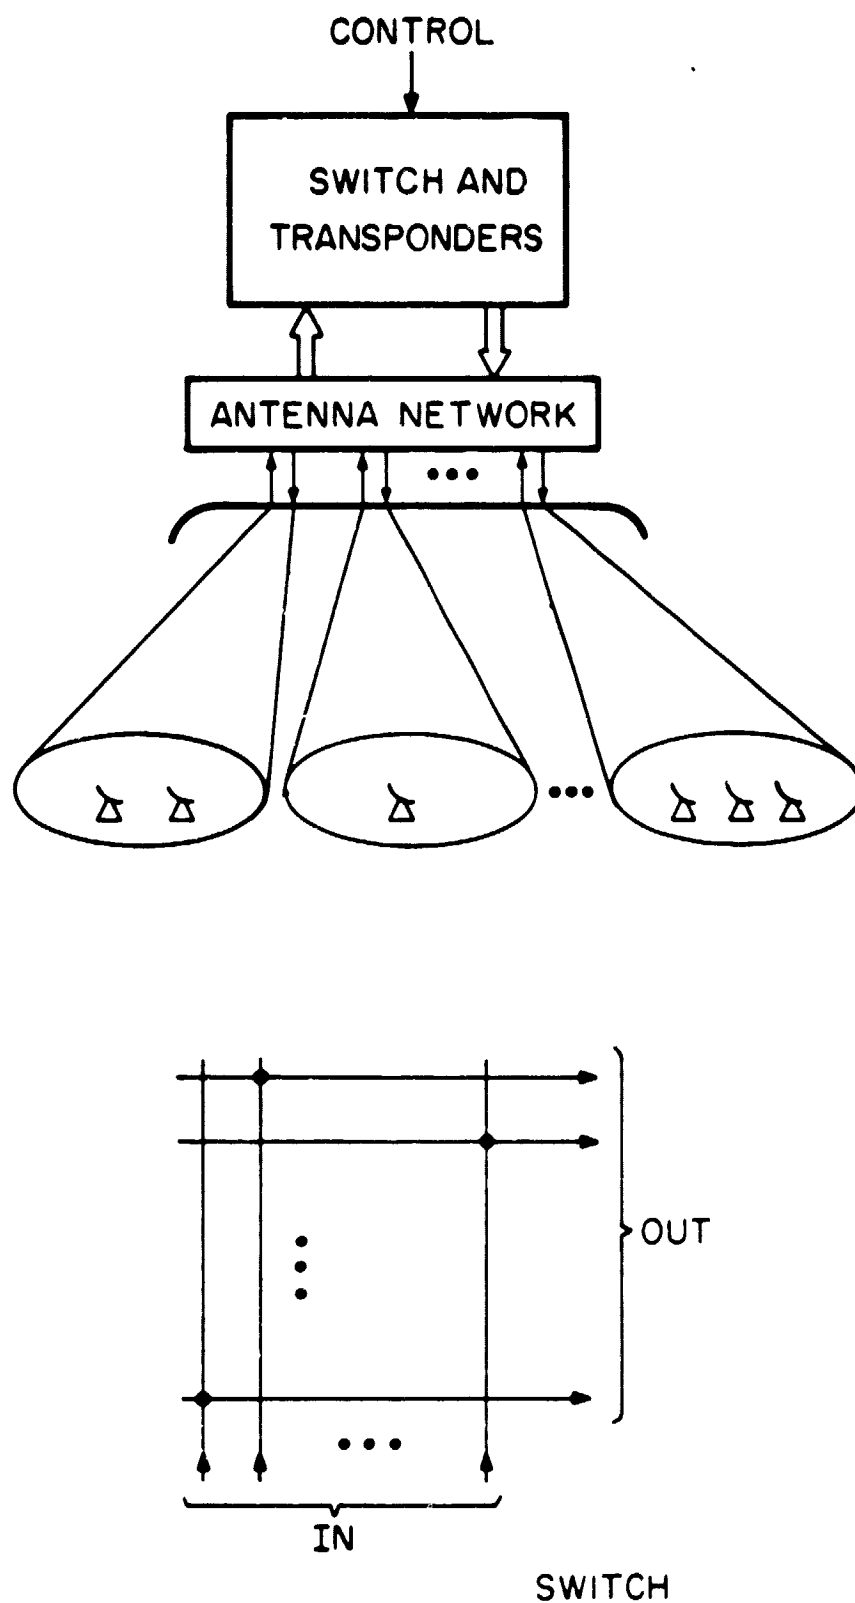 CONTROL
SWITCH AND
TRANSPONDERS
ANTENNA NETWORK
OUT
IN
SWITCH